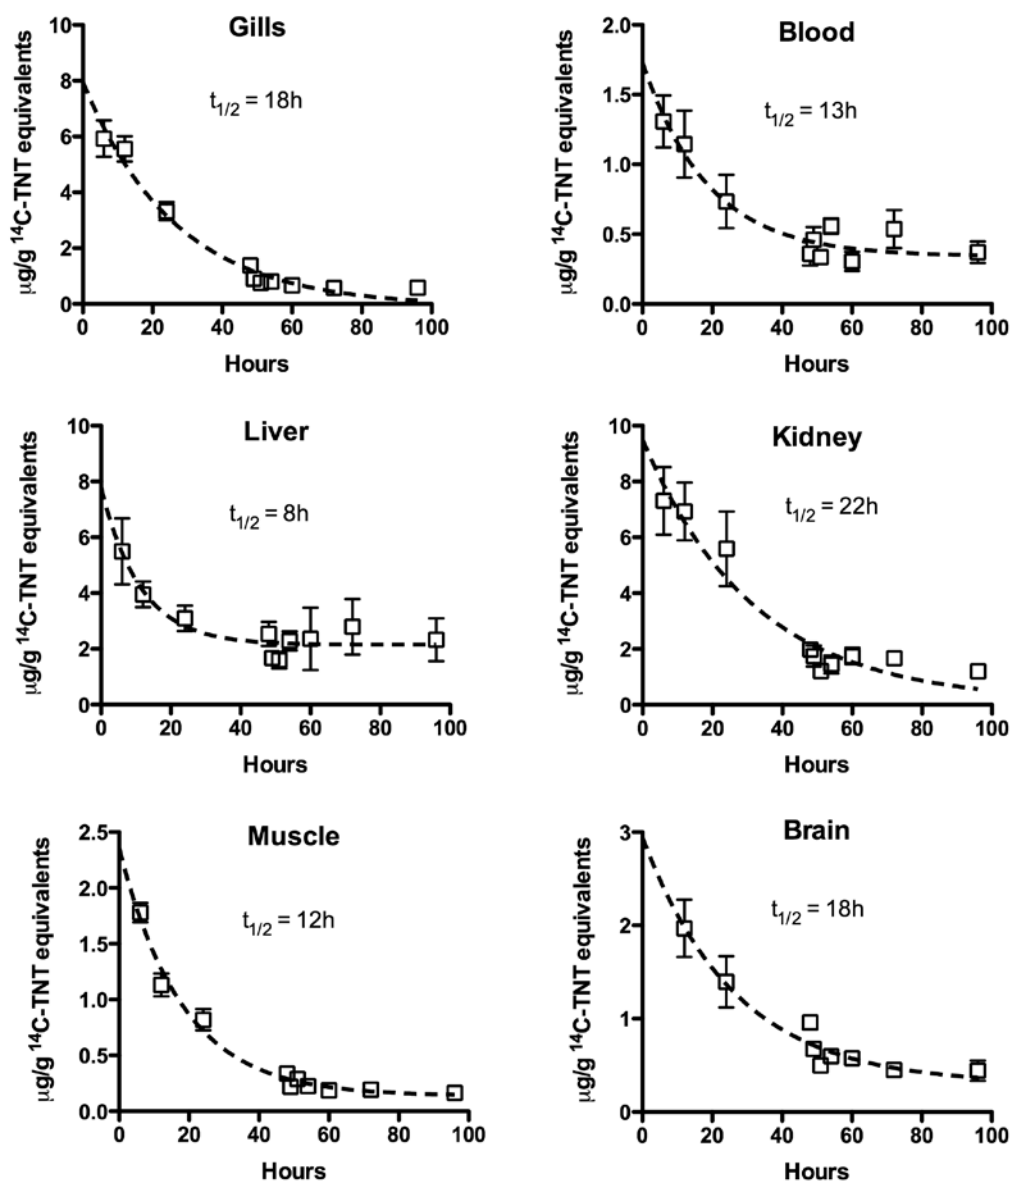 Gills
μg/g ¹⁴C-TNT equivalents
10
8
6
4
2
0
t₁/₂ = 18h
0 20 40 60 80 100
Hours
Blood
μg/g ¹⁴C-TNT equivalents
2.0
1.5
1.0
0.5
0.0
t₁/₂ = 13h
0 20 40 60 80 100
Hours
Liver
μg/g ¹⁴C-TNT equivalents
10
8
6
4
2
0
t₁/₂ = 8h
0 20 40 60 80 100
Hours
Kidney
μg/g ¹⁴C-TNT equivalents
10
8
6
4
2
0
t₁/₂ = 22h
0 20 40 60 80 100
Hours
Muscle
μg/g ¹⁴C-TNT equivalents
2.5
2.0
1.5
1.0
0.5
0.0
t₁/₂ = 12h
0 20 40 60 80 100
Hours
Brain
μg/g ¹⁴C-TNT equivalents
3
2
1
0
t₁/₂ = 18h
0 20 40 60 80 100
Hours